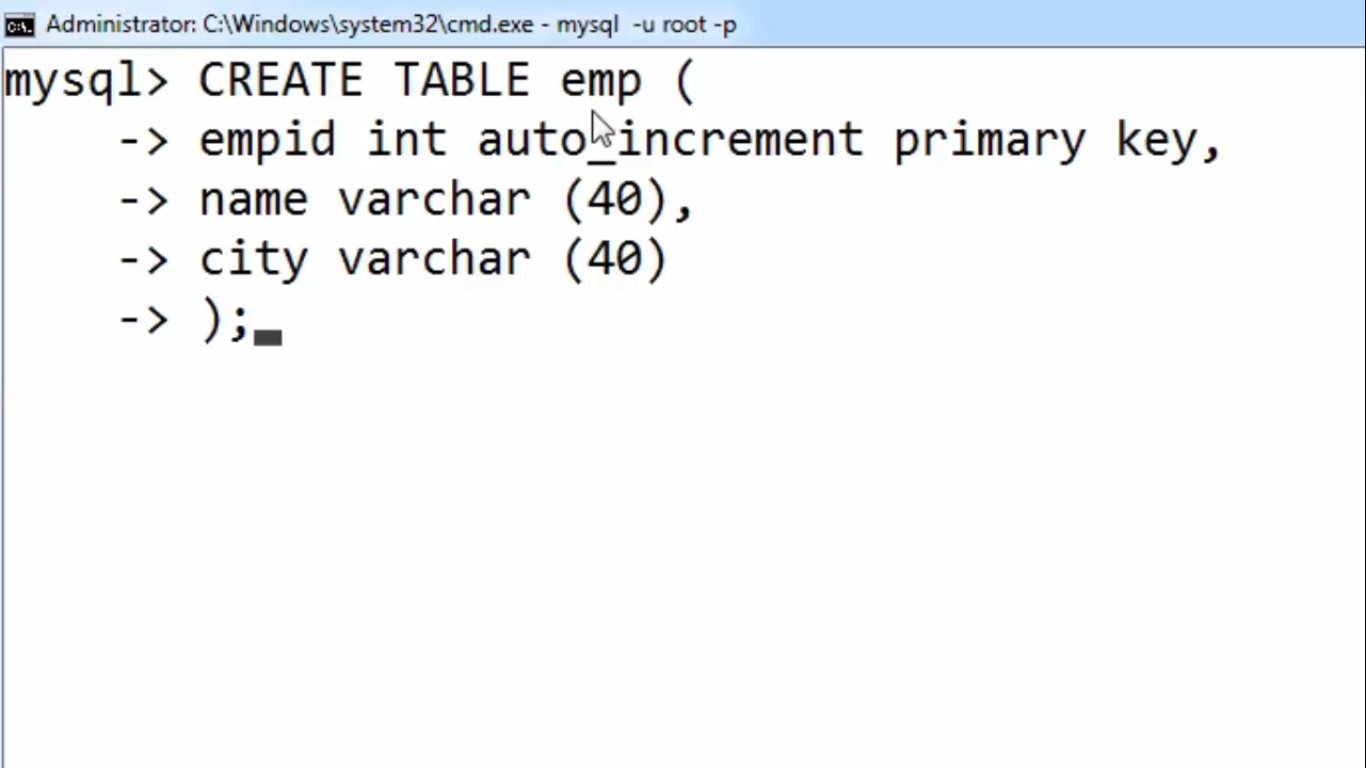 Administrator: C:\Windows\system32\cmd.exe - mysql  -u root -p
mysql> CREATE TABLE emp (
    -> empid int auto_increment primary key,
    -> name varchar (40),
    -> city varchar (40)
    -> );